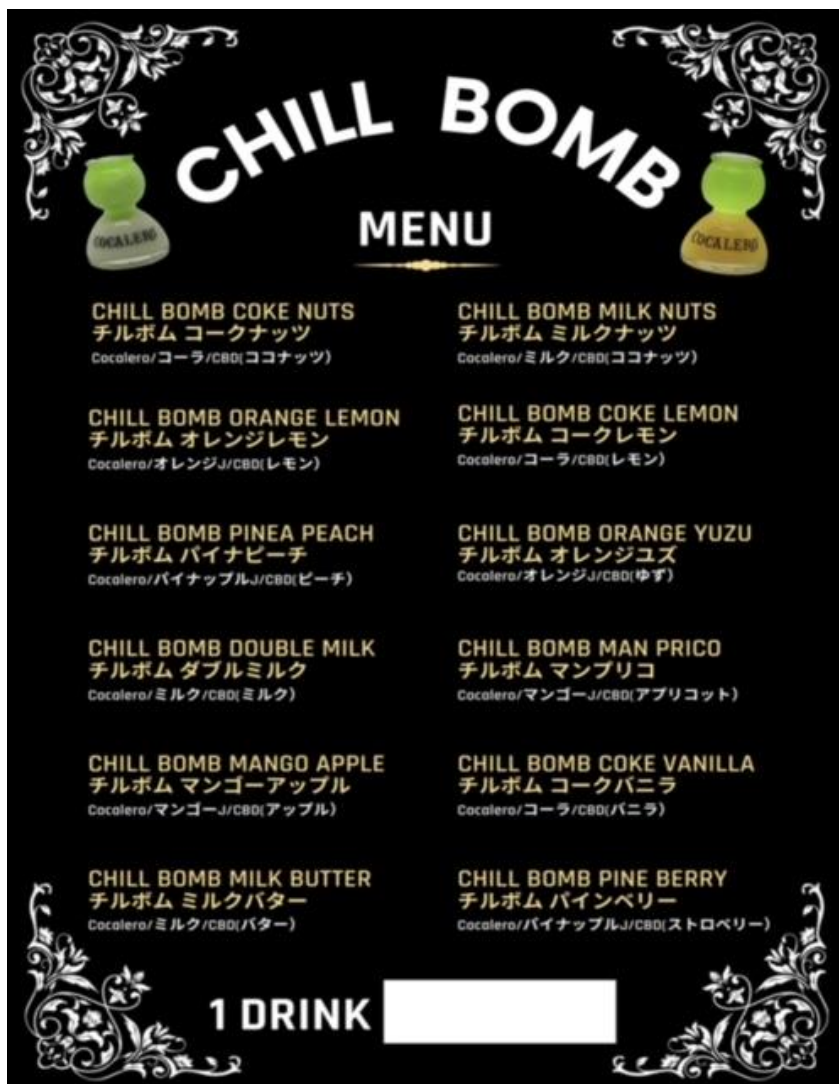 CHILL BOMB
MENU
COCALERO
COCALERO
CHILL BOMB COKE NUTS
チルボム コークナッツ
Cocalero/コーラ/CBD(ココナッツ)
CHILL BOMB MILK NUTS
チルボム ミルクナッツ
Cocalero/ミルク/CBD(ココナッツ)
CHILL BOMB ORANGE LEMON
チルボム オレンジレモン
Cocalero/オレンジJ/CBD(レモン)
CHILL BOMB COKE LEMON
チルボム コークレモン
Cocalero/コーラ/CBD(レモン)
CHILL BOMB PINEA PEACH
チルボム パイナピーチ
Cocalero/パイナップルJ/CBD(ピーチ)
CHILL BOMB ORANGE YUZU
チルボム オレンジユズ
Cocalero/オレンジJ/CBD(ゆず)
CHILL BOMB DOUBLE MILK
チルボム ダブルミルク
Cocalero/ミルク/CBD(ミルク)
CHILL BOMB MAN PRICO
チルボム マンプリコ
Cocalero/マンゴーJ/CBD(アプリコット)
CHILL BOMB MANGO APPLE
チルボム マンゴーアップル
Cocalero/マンゴーJ/CBD(アップル)
CHILL BOMB COKE VANILLA
チルボム コークバニラ
Cocalero/コーラ/CBD(バニラ)
CHILL BOMB MILK BUTTER
チルボム ミルクバター
Cocalero/ミルク/CBD(バター)
CHILL BOMB PINE BERRY
チルボム パインベリー
Cocalero/パイナップルJ/CBD(ストロベリー)
1 DRINK